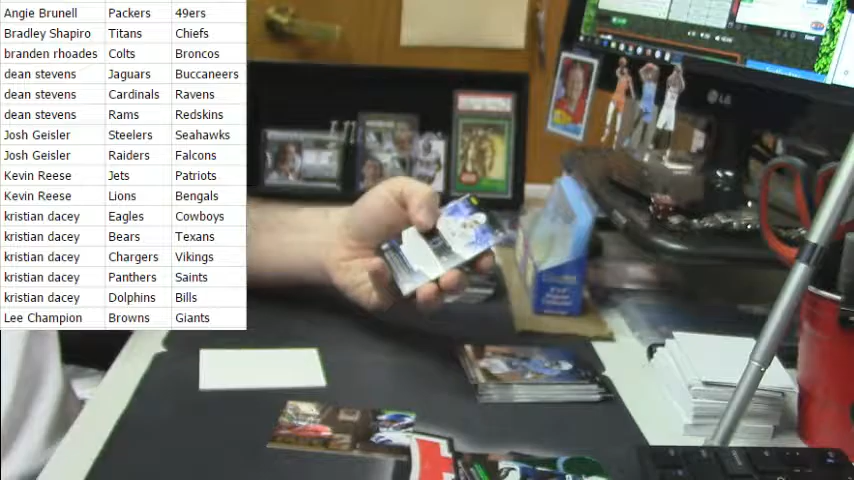 Angie Brunell Packers 49ers
Bradley Shapiro Titans Chiefs
branden rhoades Colts Broncos
dean stevens Jaguars Buccaneers
dean stevens Cardinals Ravens
dean stevens Rams Redskins
Josh Geisler Steelers Seahawks
Josh Geisler Raiders Falcons
Kevin Reese Jets Patriots
Kevin Reese Lions Bengals
kristian dacey Eagles Cowboys
kristian dacey Bears Texans
kristian dacey Chargers Vikings
kristian dacey Panthers Saints
kristian dacey Dolphins Bills
Lee Champion Browns Giants
LG